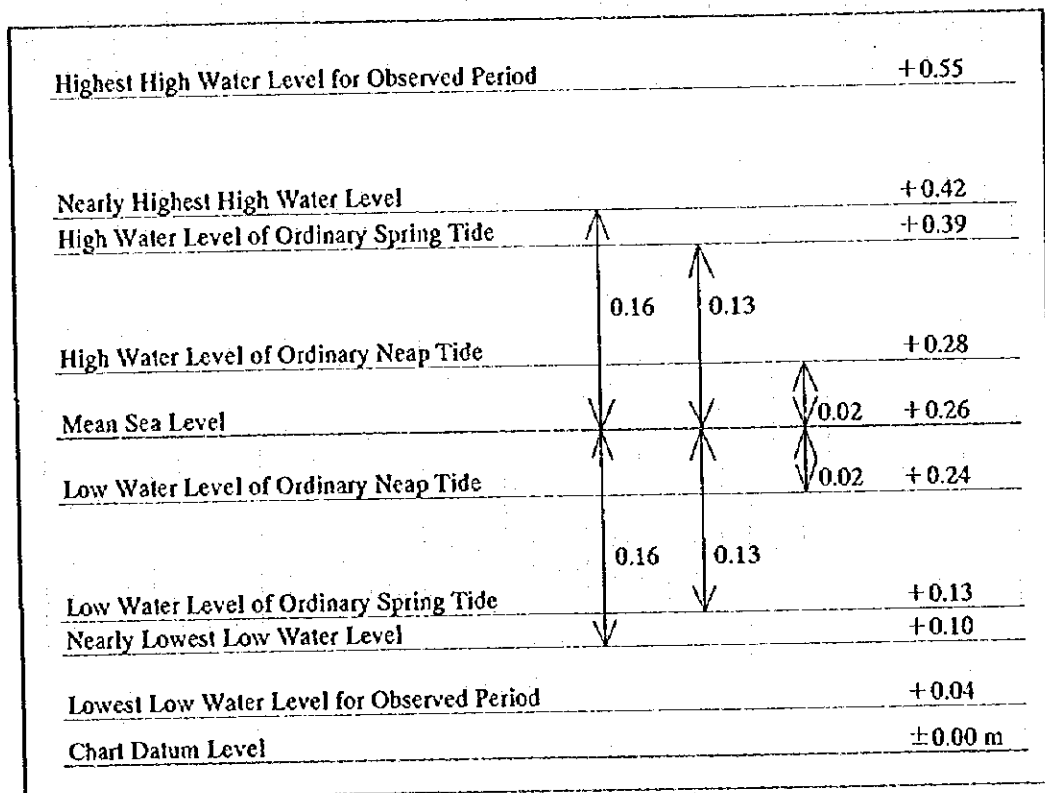 Highest High Water Level for Observed Period +0.55
Nearly Highest High Water Level +0.42
High Water Level of Ordinary Spring Tide +0.39
0.16 0.13
High Water Level of Ordinary Neap Tide +0.28
Mean Sea Level 0.02 +0.26
Low Water Level of Ordinary Neap Tide 0.02 +0.24
0.16 0.13
Low Water Level of Ordinary Spring Tide +0.13
Nearly Lowest Low Water Level +0.10
Lowest Low Water Level for Observed Period +0.04
Chart Datum Level ±0.00 m